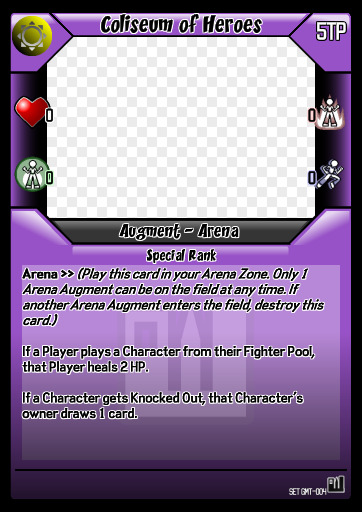 Coliseum of Heroes
5TP
0
0
0
0
Augment - Arena
Special Rank
Arena >> (Play this card in your Arena Zone. Only 1
Arena Augment can be on the field at any time. If
another Arena Augment enters the field, destroy this
card.)
If a Player plays a Character from their Fighter Pool,
that Player heals 2 HP.
If a Character gets Knocked Out, that Character's
owner draws 1 card.
SET GMT-004